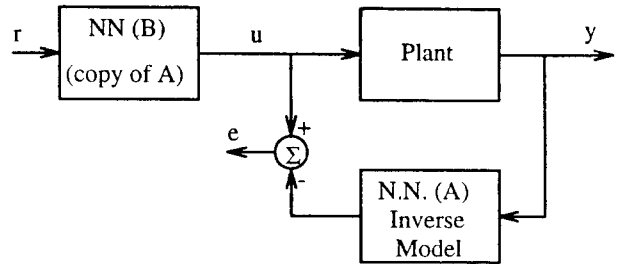 r
NN (B)
(copy of A)
u
Plant
y
+
e
Σ
-
N.N. (A)
Inverse
Model